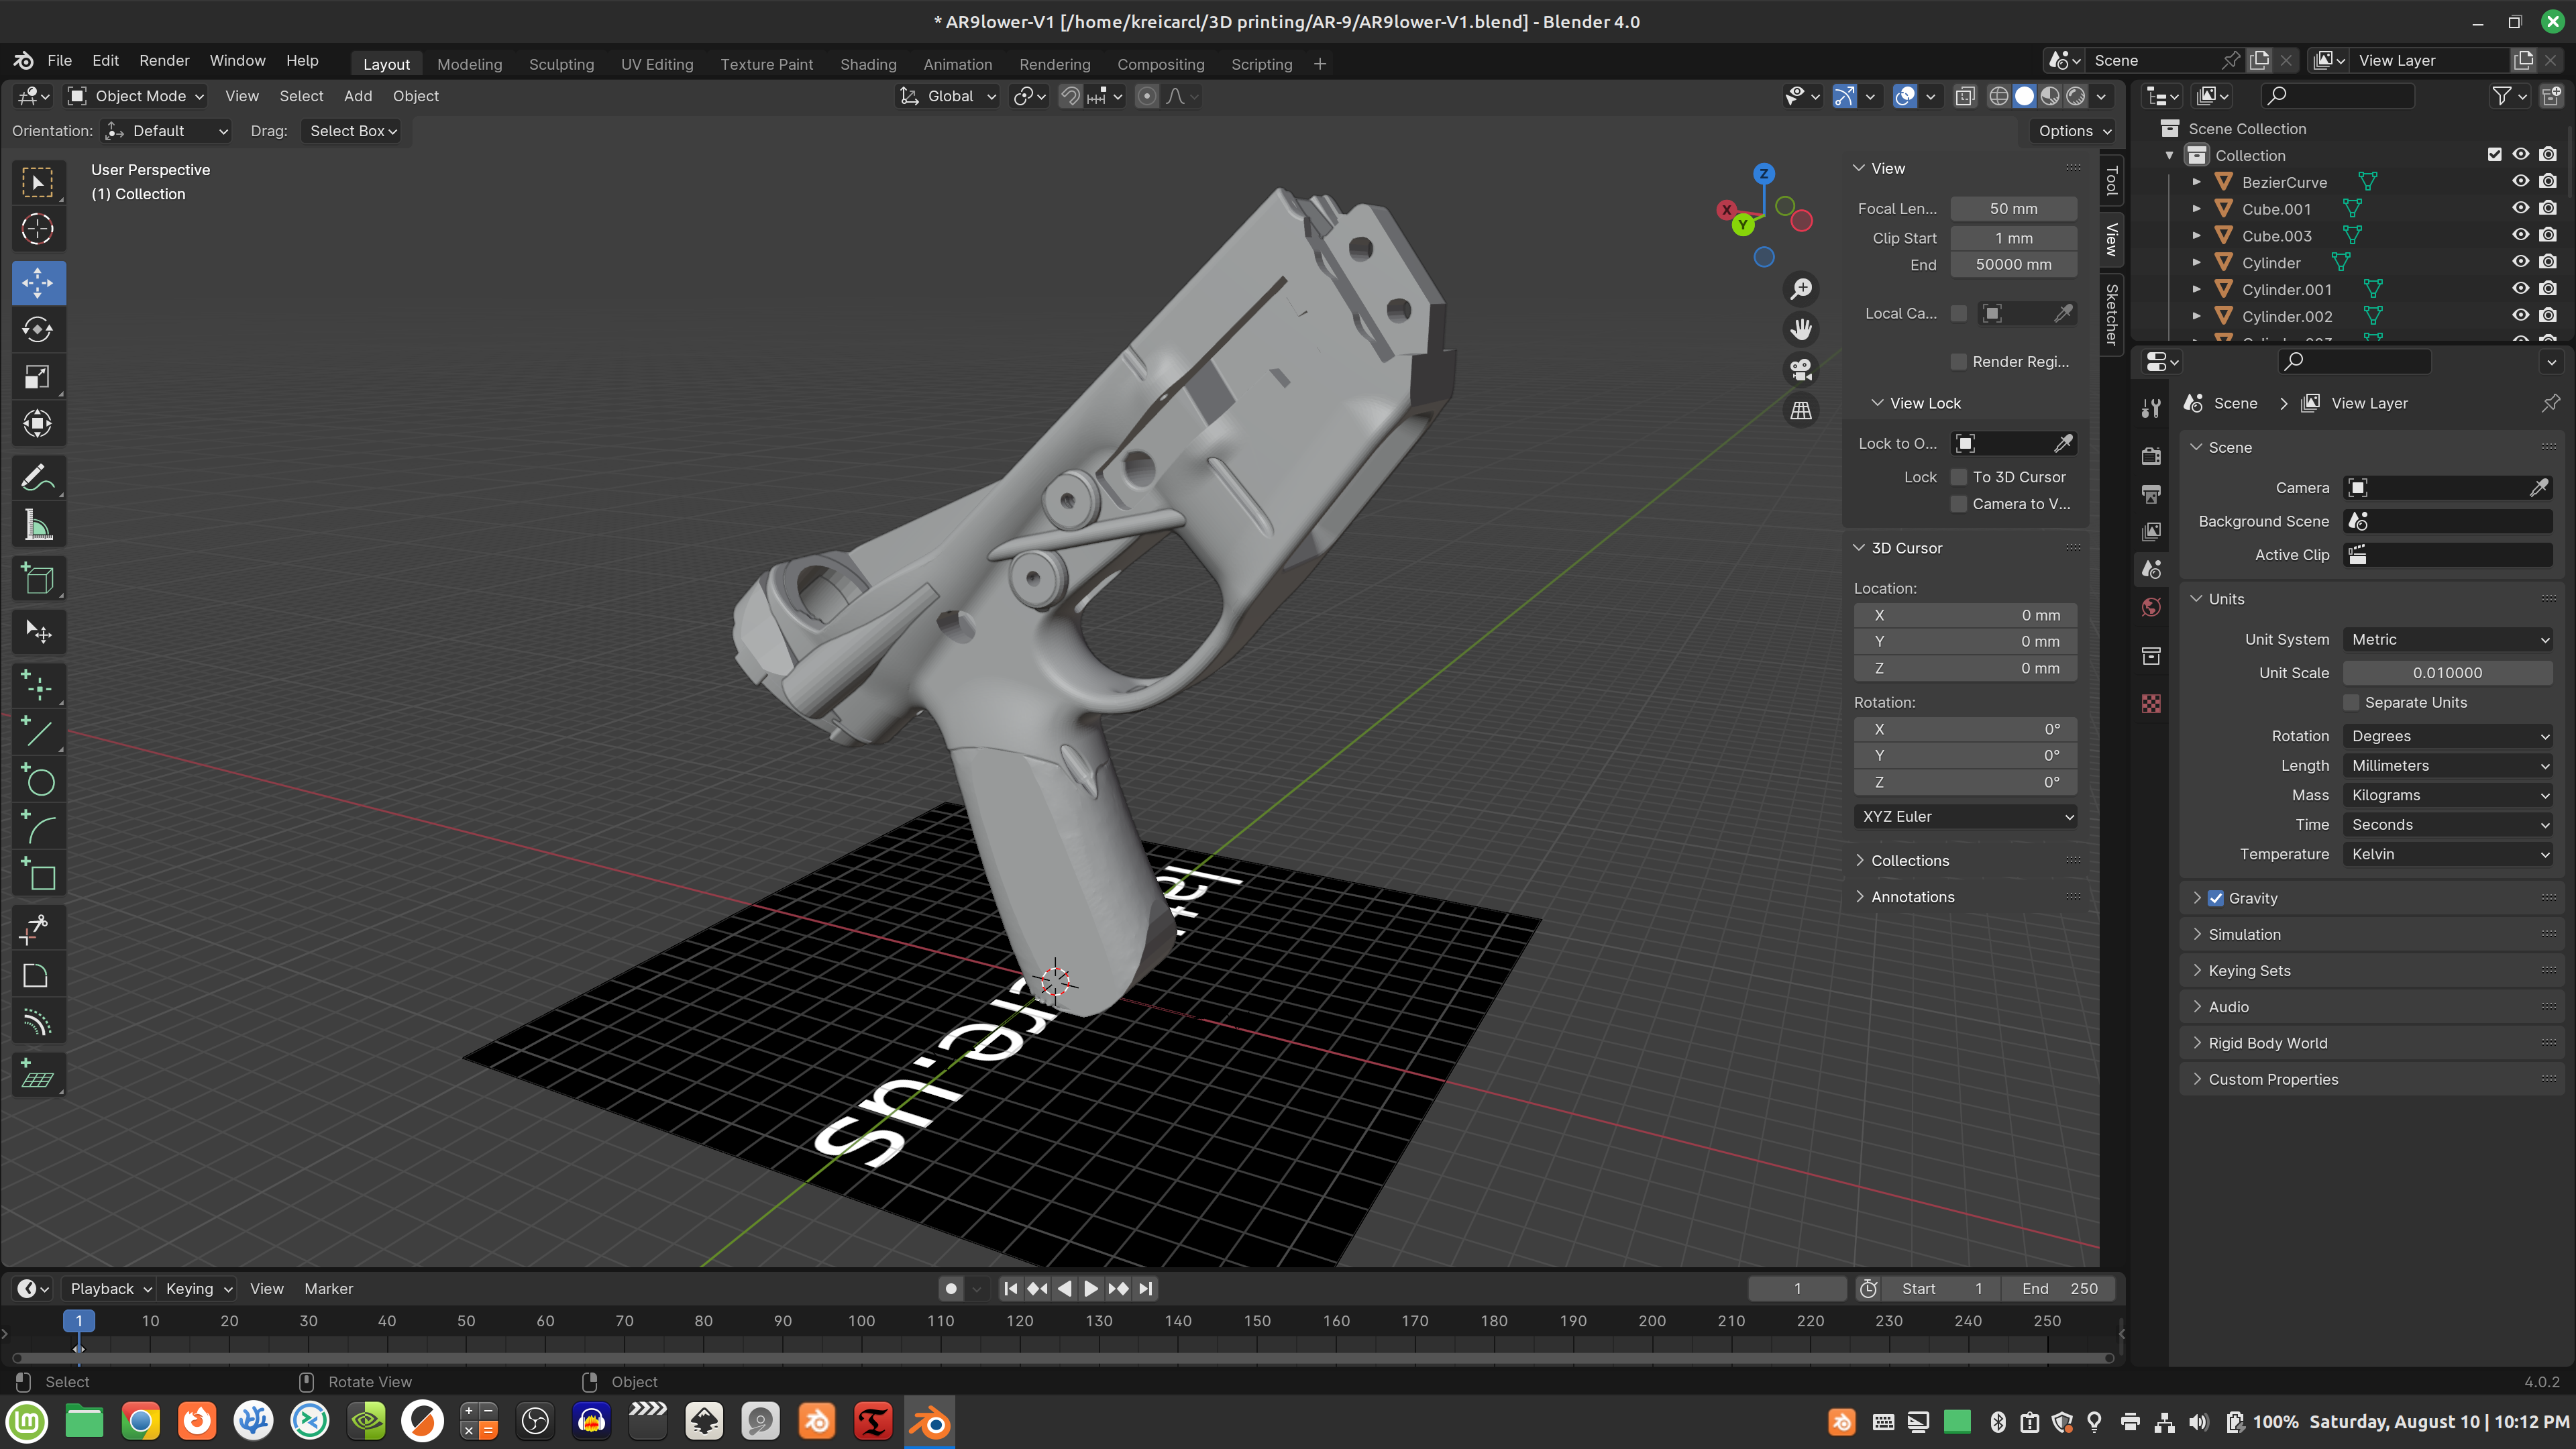 * AR9lower-V1 [/home/kreicarcl/3D printing/AR-9/AR9lower-V1.blend] - Blender 4.0
File Edit Render Window Help Layout Modeling Sculpting UV Editing Texture Paint Shading Animation Rendering Compositing Scripting + Scene View Layer
Object Mode View Select Add Object Global
Orientation: Default Drag: Select Box Options
User Perspective
(1) Collection
Z
X
Y
View
Focal Len... 50 mm
Clip Start 1 mm
End 50000 mm
Local Ca...
Render Regi...
View Lock
Lock to O...
Lock To 3D Cursor
Camera to V...
3D Cursor
Location:
X 0 mm
Y 0 mm
Z 0 mm
Rotation:
X 0°
Y 0°
Z 0°
XYZ Euler
Collections
Annotations
Tool
View
Sketcher
Scene Collection
Collection
BezierCurve
Cube.001
Cube.003
Cylinder
Cylinder.001
Cylinder.002
Scene View Layer
Scene
Camera
Background Scene
Active Clip
Units
Unit System Metric
Unit Scale 0.010000
Separate Units
Rotation Degrees
Length Millimeters
Mass Kilograms
Time Seconds
Temperature Kelvin
Gravity
Simulation
Keying Sets
Audio
Rigid Body World
Custom Properties
Playback Keying View Marker 1 Start 1 End 250
1 10 20 30 40 50 60 70 80 90 100 110 120 130 140 150 160 170 180 190 200 210 220 230 240 250
Select Rotate View Object 4.0.2
100% Saturday, August 10 | 10:12 PM